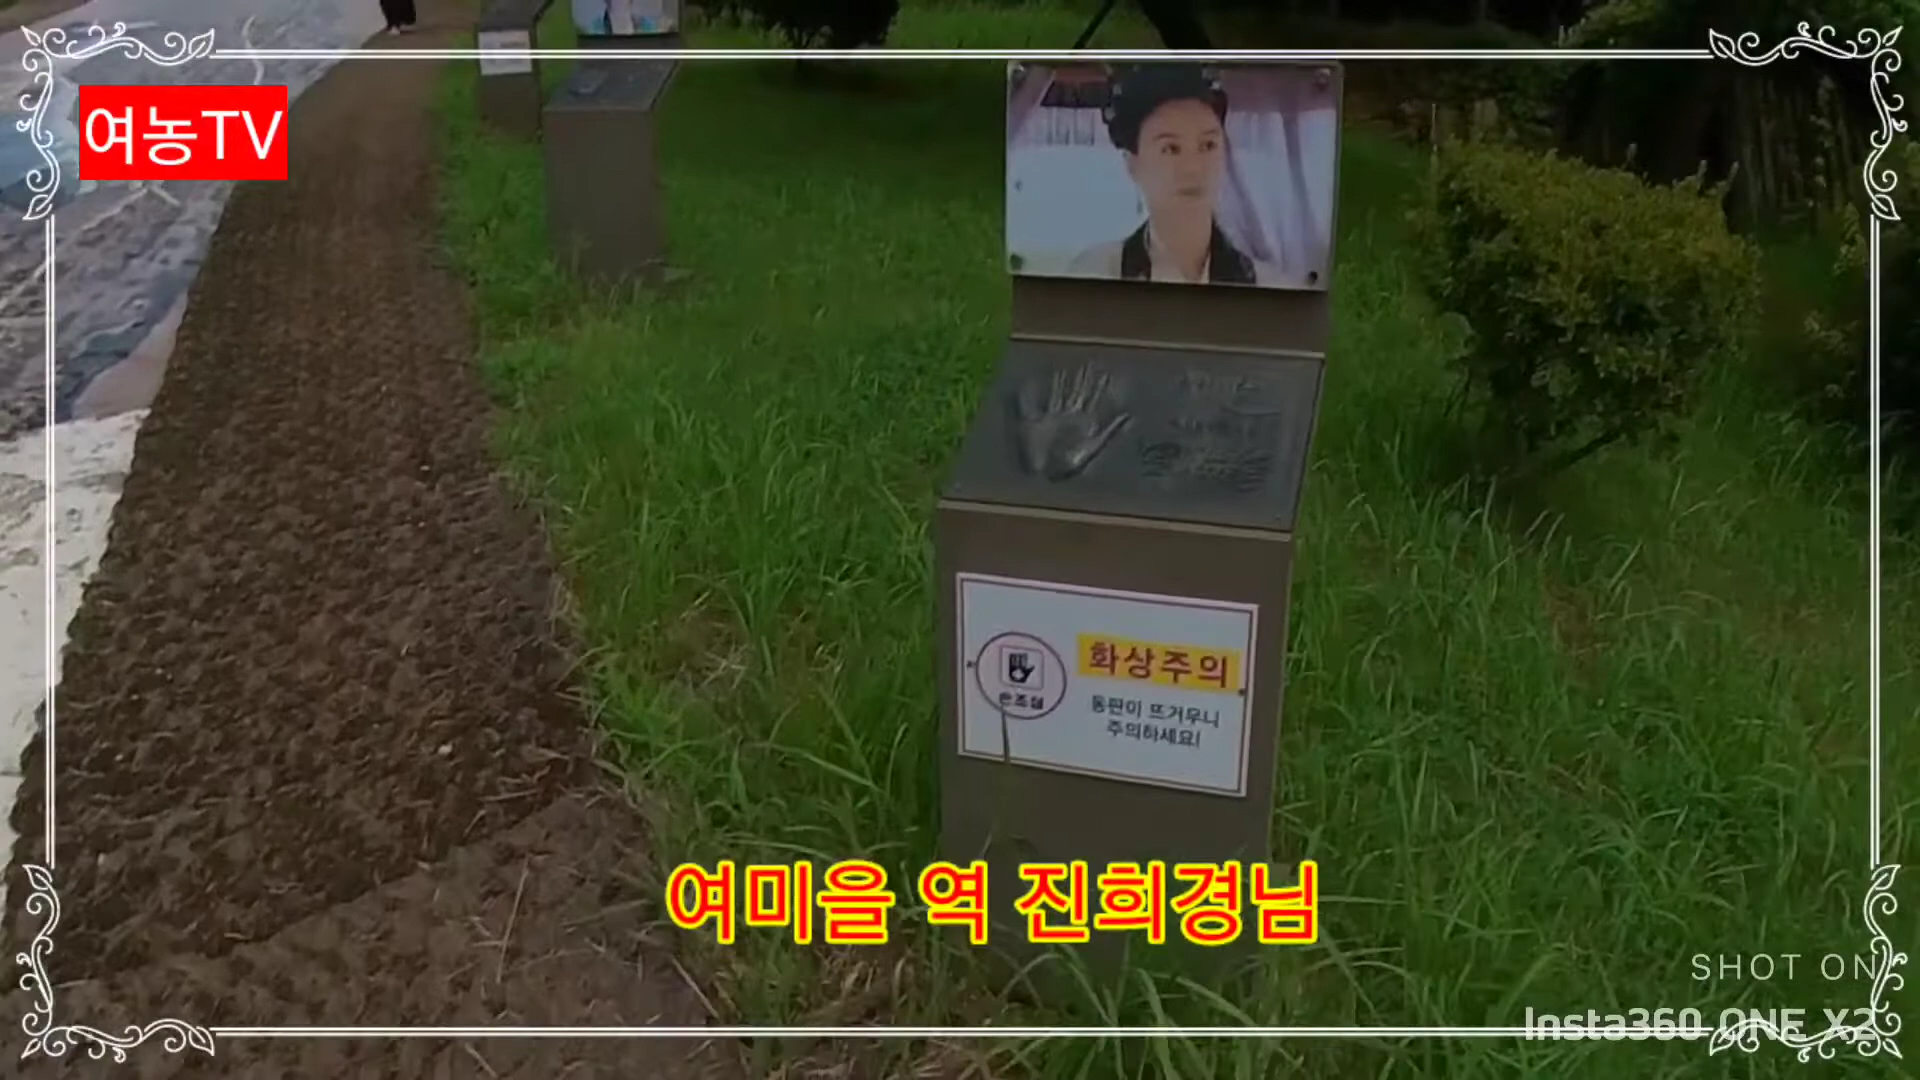 여농TV
화상주의
동판이 뜨거우니
주의하세요!
여미을 역 진희경님
SHOT ON
Insta360 ONE X2